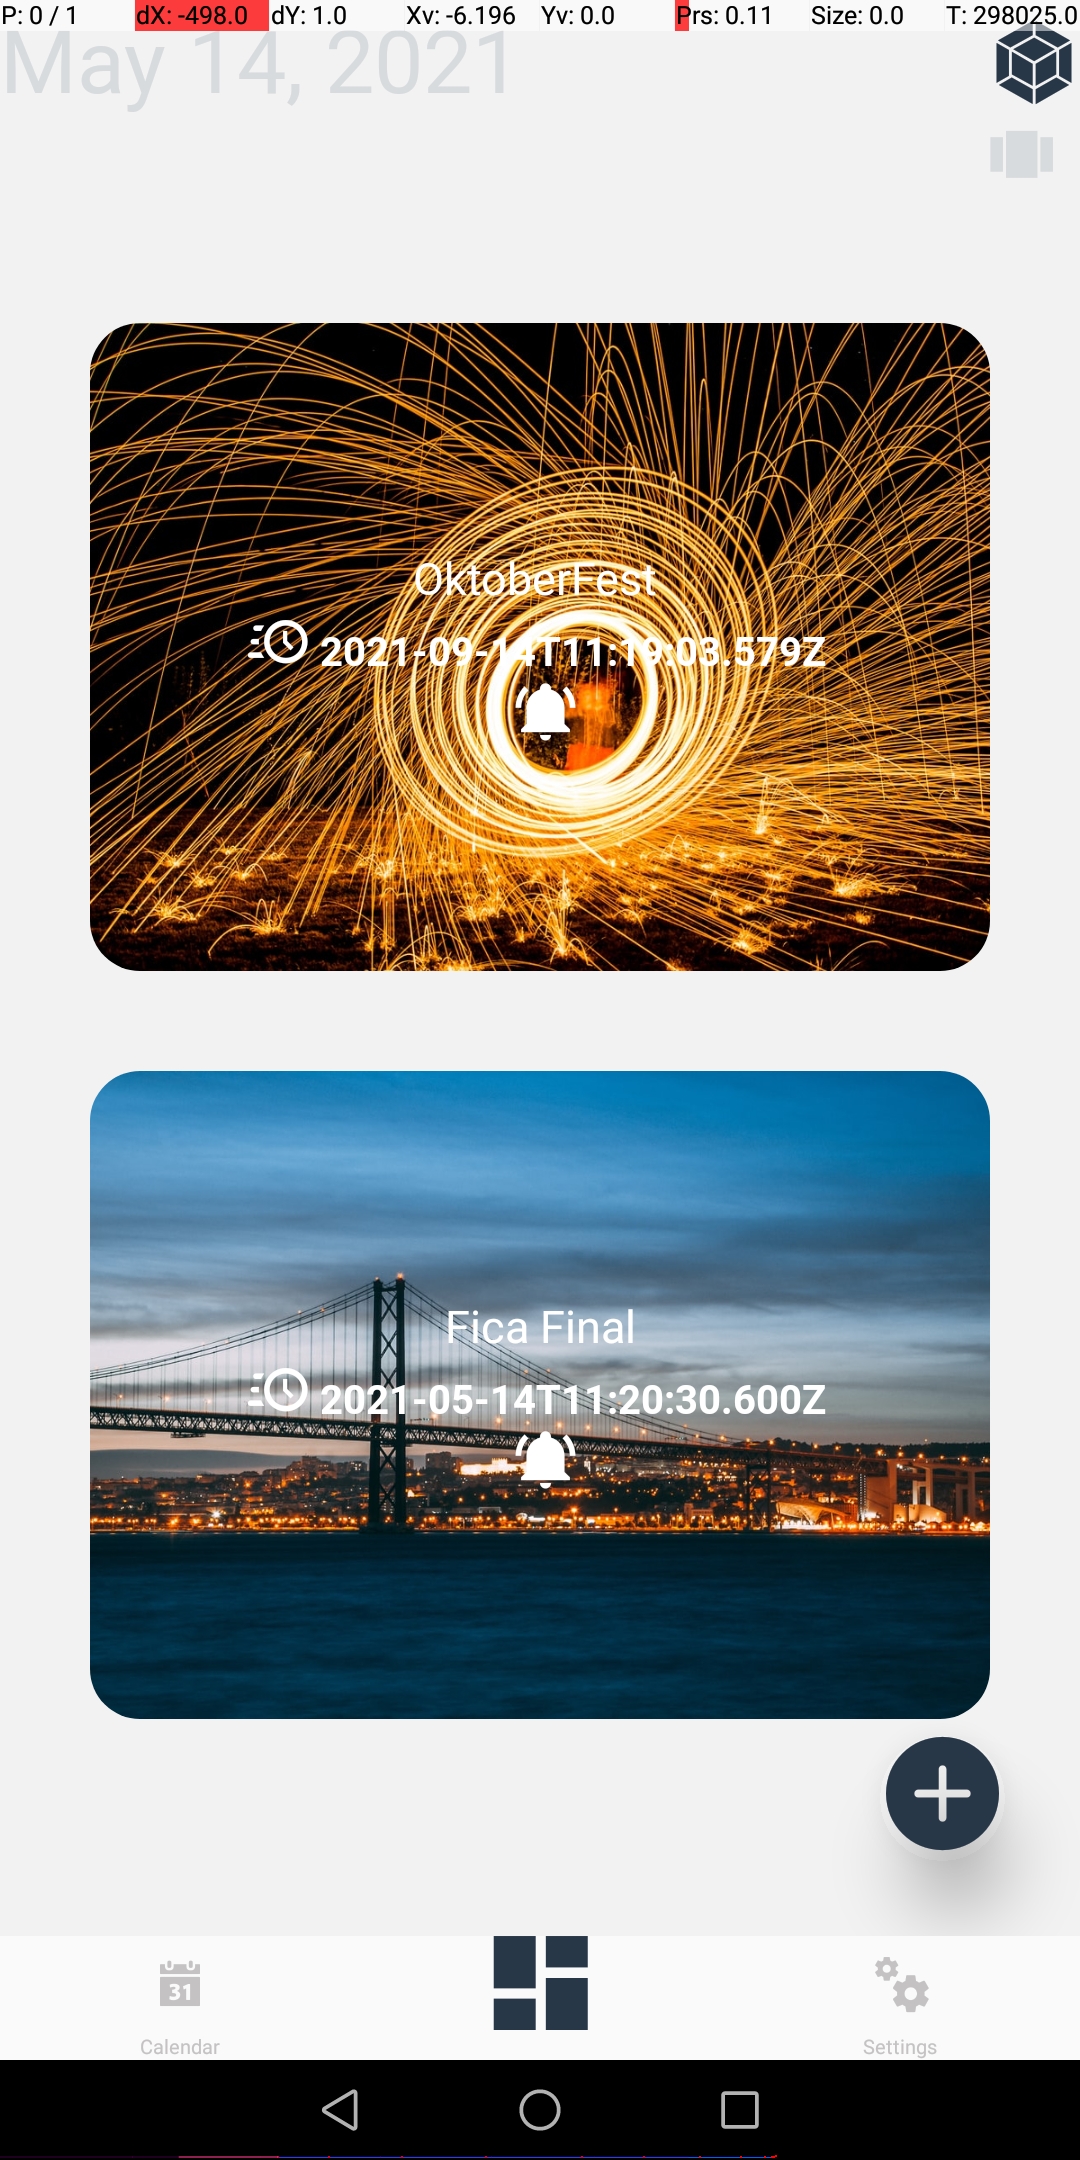 P: 0 / 1 dX: -498.0 dY: 1.0 Xv: -6.196 Yv: 0.0 Prs: 0.11 Size: 0.0 T: 298025.0
May 14, 2021
OktoberFest
2021-09-14T11:19:03.579Z
Fica Final
2021-05-14T11:20:30.600Z
31
Calendar Settings